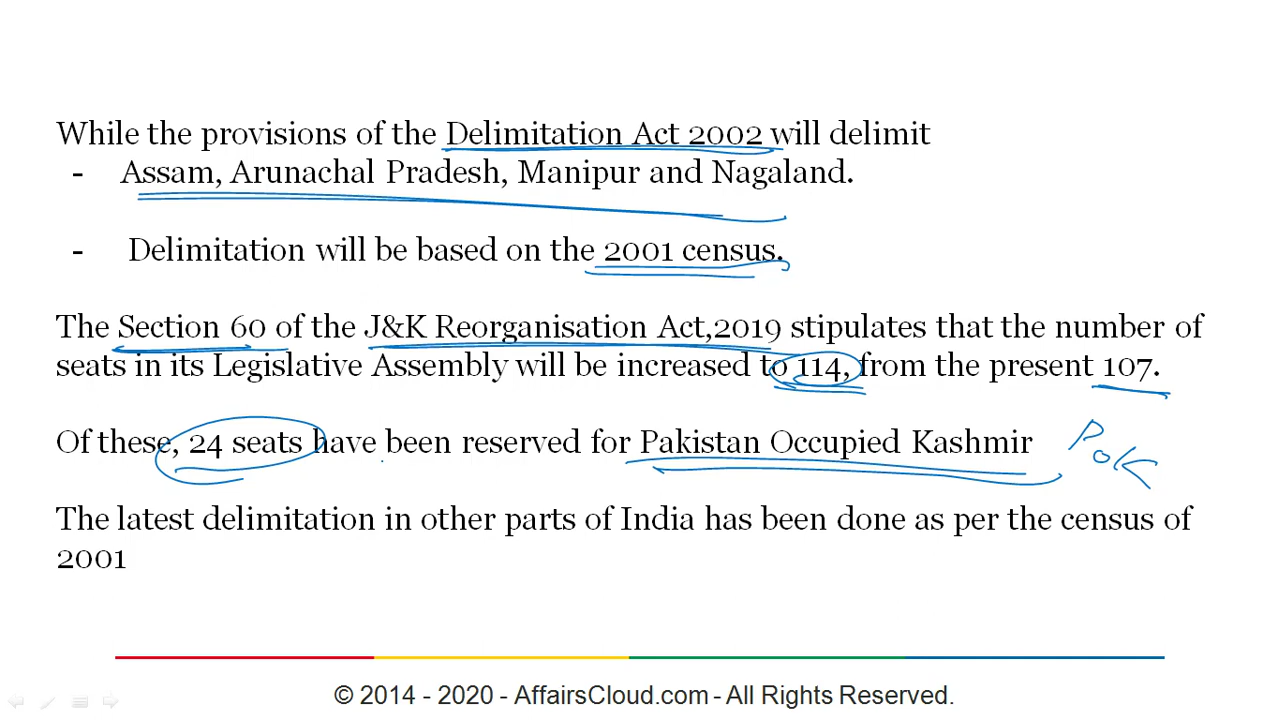 While the provisions of the Delimitation Act 2002 will delimit
- Assam, Arunachal Pradesh, Manipur and Nagaland.
- Delimitation will be based on the 2001 census.
The Section 60 of the J&K Reorganisation Act,2019 stipulates that the number of
seats in its Legislative Assembly will be increased to 114, from the present 107.
Of these, 24 seats have been reserved for Pakistan Occupied Kashmir
POK
The latest delimitation in other parts of India has been done as per the census of
2001
© 2014 - 2020 - AffairsCloud.com - All Rights Reserved.